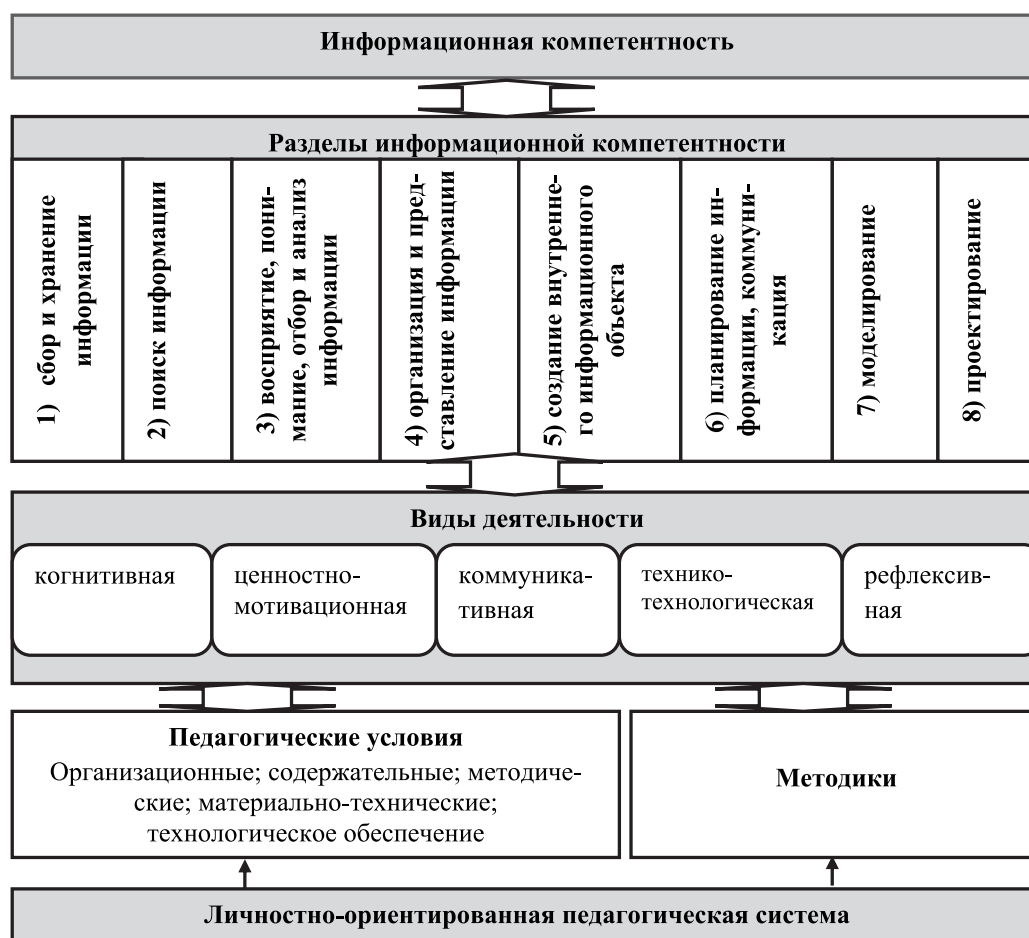 Информационная компетентность
Разделы информационной компетентности
1) сбор и хранение
информации
2) поиск информации
3) восприятие, пони-
мание, отбор и анализ
информации
4) организация и пред-
ставление информации
5) создание внутренне-
го информационного
объекта
6) планирование ин-
формации, коммуни-
кация
7) моделирование
8) проектирование
Виды деятельности
когнитивная
ценностно-
мотивационная
коммуника-
тивная
технико-
технологическая
рефлексив-
ная
Педагогические условия
Организационные; содержательные; методиче-
ские; материально-технические;
технологическое обеспечение
Методики
Личностно-ориентированная педагогическая система